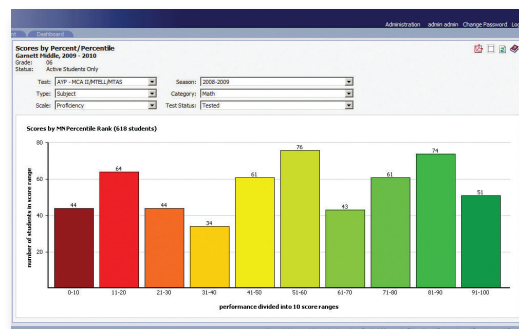 Administration admin admin Change Password Log
nt Dashboard
Scores by Percent/Percentile
Garnett Middle, 2009 - 2010
Grade: 06
Status: Active Students Only
Test: AYP - MCA II/MTELL/MTAS Season: 2008-2009
Type: Subject Category: Math
Scale: Proficiency Test Status: Tested
Scores by MN Percentile Rank (618 students)
number of students in score range
80
60
40
20
44 64 44 34 61 76 43 61 74 51
0-10 11-20 21-30 31-40 41-50 51-60 61-70 71-80 81-90 91-100
performance divided into 10 score ranges